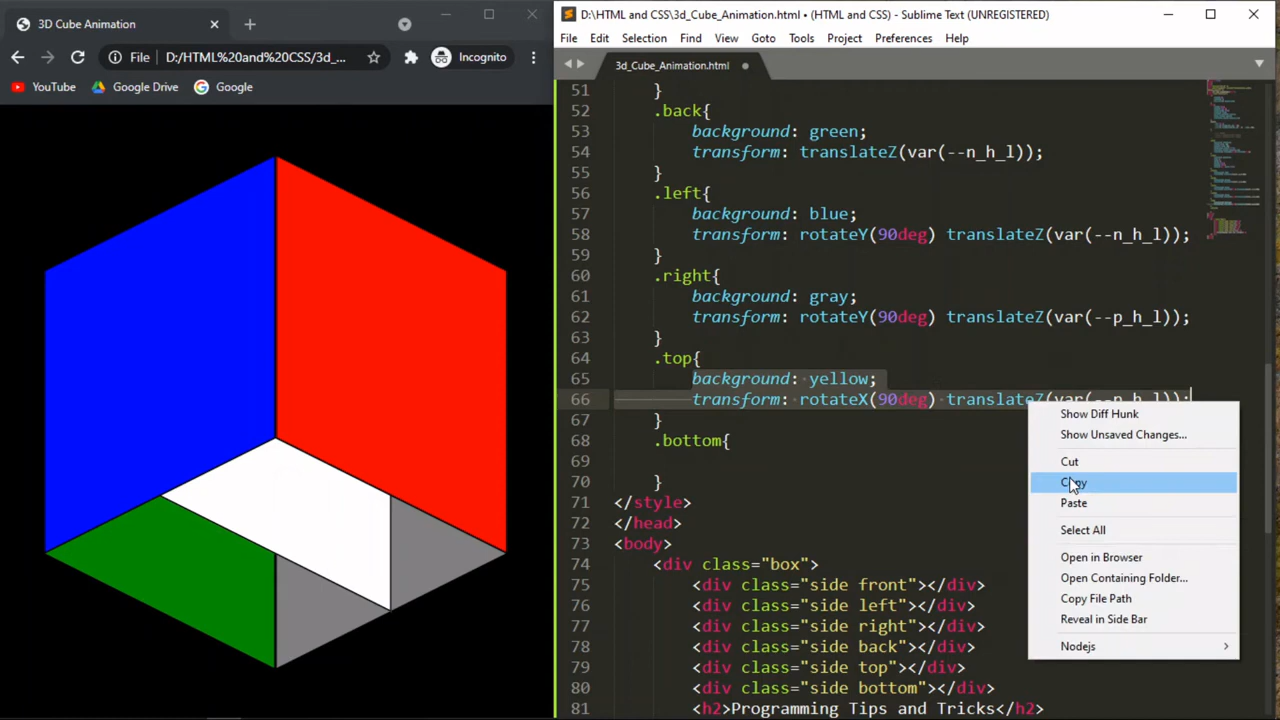 3D Cube Animation
File D:/HTML%20and%20CSS/3d_... Incognito
YouTube Google Drive Google
D:\HTML and CSS\3d_Cube_Animation.html • (HTML and CSS) - Sublime Text (UNREGISTERED)
File Edit Selection Find View Goto Tools Project Preferences Help
3d_Cube_Animation.html
51 }
52 .back{
53 background: green;
54 transform: translateZ(var(--n_h_l));
55 }
56 .left{
57 background: blue;
58 transform: rotateY(90deg) translateZ(var(--n_h_l));
59 }
60 .right{
61 background: gray;
62 transform: rotateY(90deg) translateZ(var(--p_h_l));
63 }
64 .top{
65 background: yellow;
66 transform: rotateX(90deg) translateZ(var(--p_h_l));
67 }
68 .bottom{
69
70 }
71 </style>
72 </head>
73 <body>
74 <div class="box">
75 <div class="side front"></div>
76 <div class="side left"></div>
77 <div class="side right"></div>
78 <div class="side back"></div>
79 <div class="side top"></div>
80 <div class="side bottom"></div>
81 <h2>Programming Tips and Tricks</h2>
Show Diff Hunk
Show Unsaved Changes...
Cut
Copy
Paste
Select All
Open in Browser
Open Containing Folder...
Copy File Path
Reveal in Side Bar
Nodejs